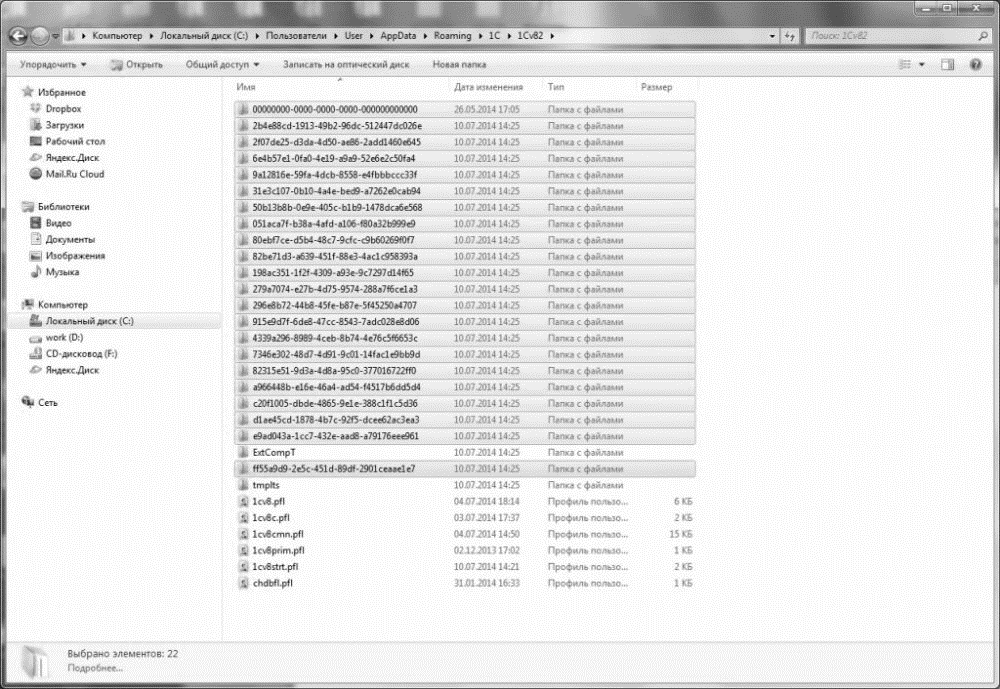 Компьютер ▸ Локальный диск (C:) ▸ Пользователи ▸ User ▸ AppData ▸ Roaming ▸ 1C ▸ 1Cv82 ▸
Поиск: 1Cv82
Упорядочить Открыть Общий доступ Записать на оптический диск Новая папка
Имя Дата изменения Тип Размер
Избранное
Dropbox
Загрузки
Рабочий стол
Яндекс.Диск
Mail.Ru Cloud
Библиотеки
Видео
Документы
Изображения
Музыка
Компьютер
Локальный диск (C:)
work (D:)
CD-дисковод (F:)
Яндекс.Диск
Сеть
00000000-0000-0000-0000-000000000000 26.05.2014 17:05 Папка с файлами
2b4e88cd-1913-49b2-96dc-512447dc026e 10.07.2014 14:25 Папка с файлами
2f07de25-d3da-4d50-ae86-2add1460e645 10.07.2014 14:25 Папка с файлами
6e4b57e1-0fa0-4e19-a9a9-52e6e2c50fa4 10.07.2014 14:25 Папка с файлами
9a12816e-59fa-4dcb-8558-e4fbbbccc33f 10.07.2014 14:25 Папка с файлами
31e3c107-0b10-4a4e-bed9-a7262e0cab94 10.07.2014 14:25 Папка с файлами
50b13b8b-0e9e-405c-b1b9-1478dca6e568 10.07.2014 14:25 Папка с файлами
051aca7f-b38a-4afd-a106-f80a32b999e9 10.07.2014 14:25 Папка с файлами
80ebf7ce-d5b4-48c7-9cfc-c9b60269f0f7 10.07.2014 14:25 Папка с файлами
82be71d3-a639-451f-88e3-4ac1c958393a 10.07.2014 14:25 Папка с файлами
198ac351-1f2f-4309-a93e-9c7297d14f65 10.07.2014 14:25 Папка с файлами
279a7074-e27b-4d75-9574-288a7f6ce1a3 10.07.2014 14:25 Папка с файлами
296e8b72-44b8-45fe-b87e-5f45250a4707 10.07.2014 14:25 Папка с файлами
915e9d7f-6de8-47cc-8543-7adc028e8d06 10.07.2014 14:25 Папка с файлами
4339a296-8989-4ceb-8b74-4e76c5f6653c 10.07.2014 14:25 Папка с файлами
7346e302-48d7-4d91-9c01-14fac1e9bb9d 10.07.2014 14:25 Папка с файлами
82315e51-9d3a-4d8a-95c0-377016722ff0 10.07.2014 14:25 Папка с файлами
a966448b-e16e-46a4-ad54-f4517b6dd5d4 10.07.2014 14:25 Папка с файлами
c20f1005-dbde-4865-9e1e-388c1f1c5d36 10.07.2014 14:25 Папка с файлами
d1ae45cd-1878-4b7c-92f5-dcee62ac3ea3 10.07.2014 14:25 Папка с файлами
e9ad043a-1cc7-432e-aad8-a79176eee961 10.07.2014 14:25 Папка с файлами
ExtCompT 10.07.2014 14:25 Папка с файлами
ff55a9d9-2e5c-451d-89df-2901ceaae1e7 10.07.2014 14:25 Папка с файлами
tmplts 10.07.2014 14:25 Папка с файлами
1cv8.pfl 04.07.2014 18:14 Профиль пользо... 6 КБ
1cv8c.pfl 03.07.2014 17:37 Профиль пользо... 2 КБ
1cv8cmn.pfl 04.07.2014 14:50 Профиль пользо... 15 КБ
1cv8prim.pfl 02.12.2013 17:02 Профиль пользо... 1 КБ
1cv8strt.pfl 10.07.2014 14:21 Профиль пользо... 2 КБ
chdbfl.pfl 31.01.2014 16:33 Профиль пользо... 1 КБ
Выбрано элементов: 22
Подробнее...